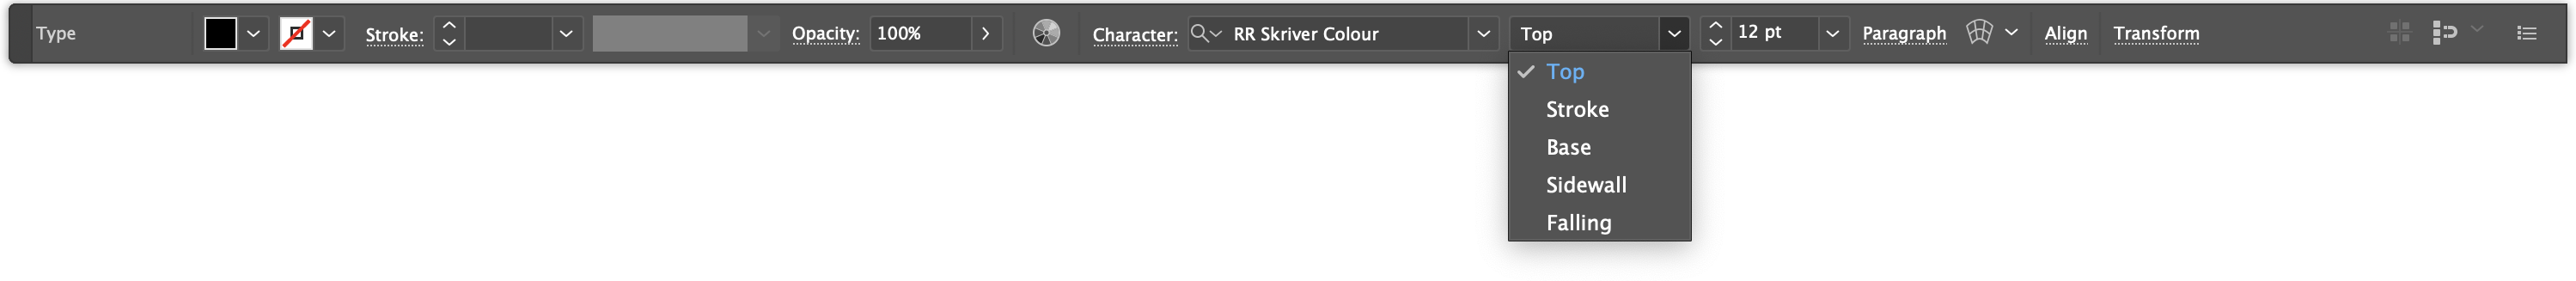 Type Stroke: Opacity: 100% Character: RR Skriver Colour Top 12 pt Paragraph Align Transform
Top
Stroke
Base
Sidewall
Falling